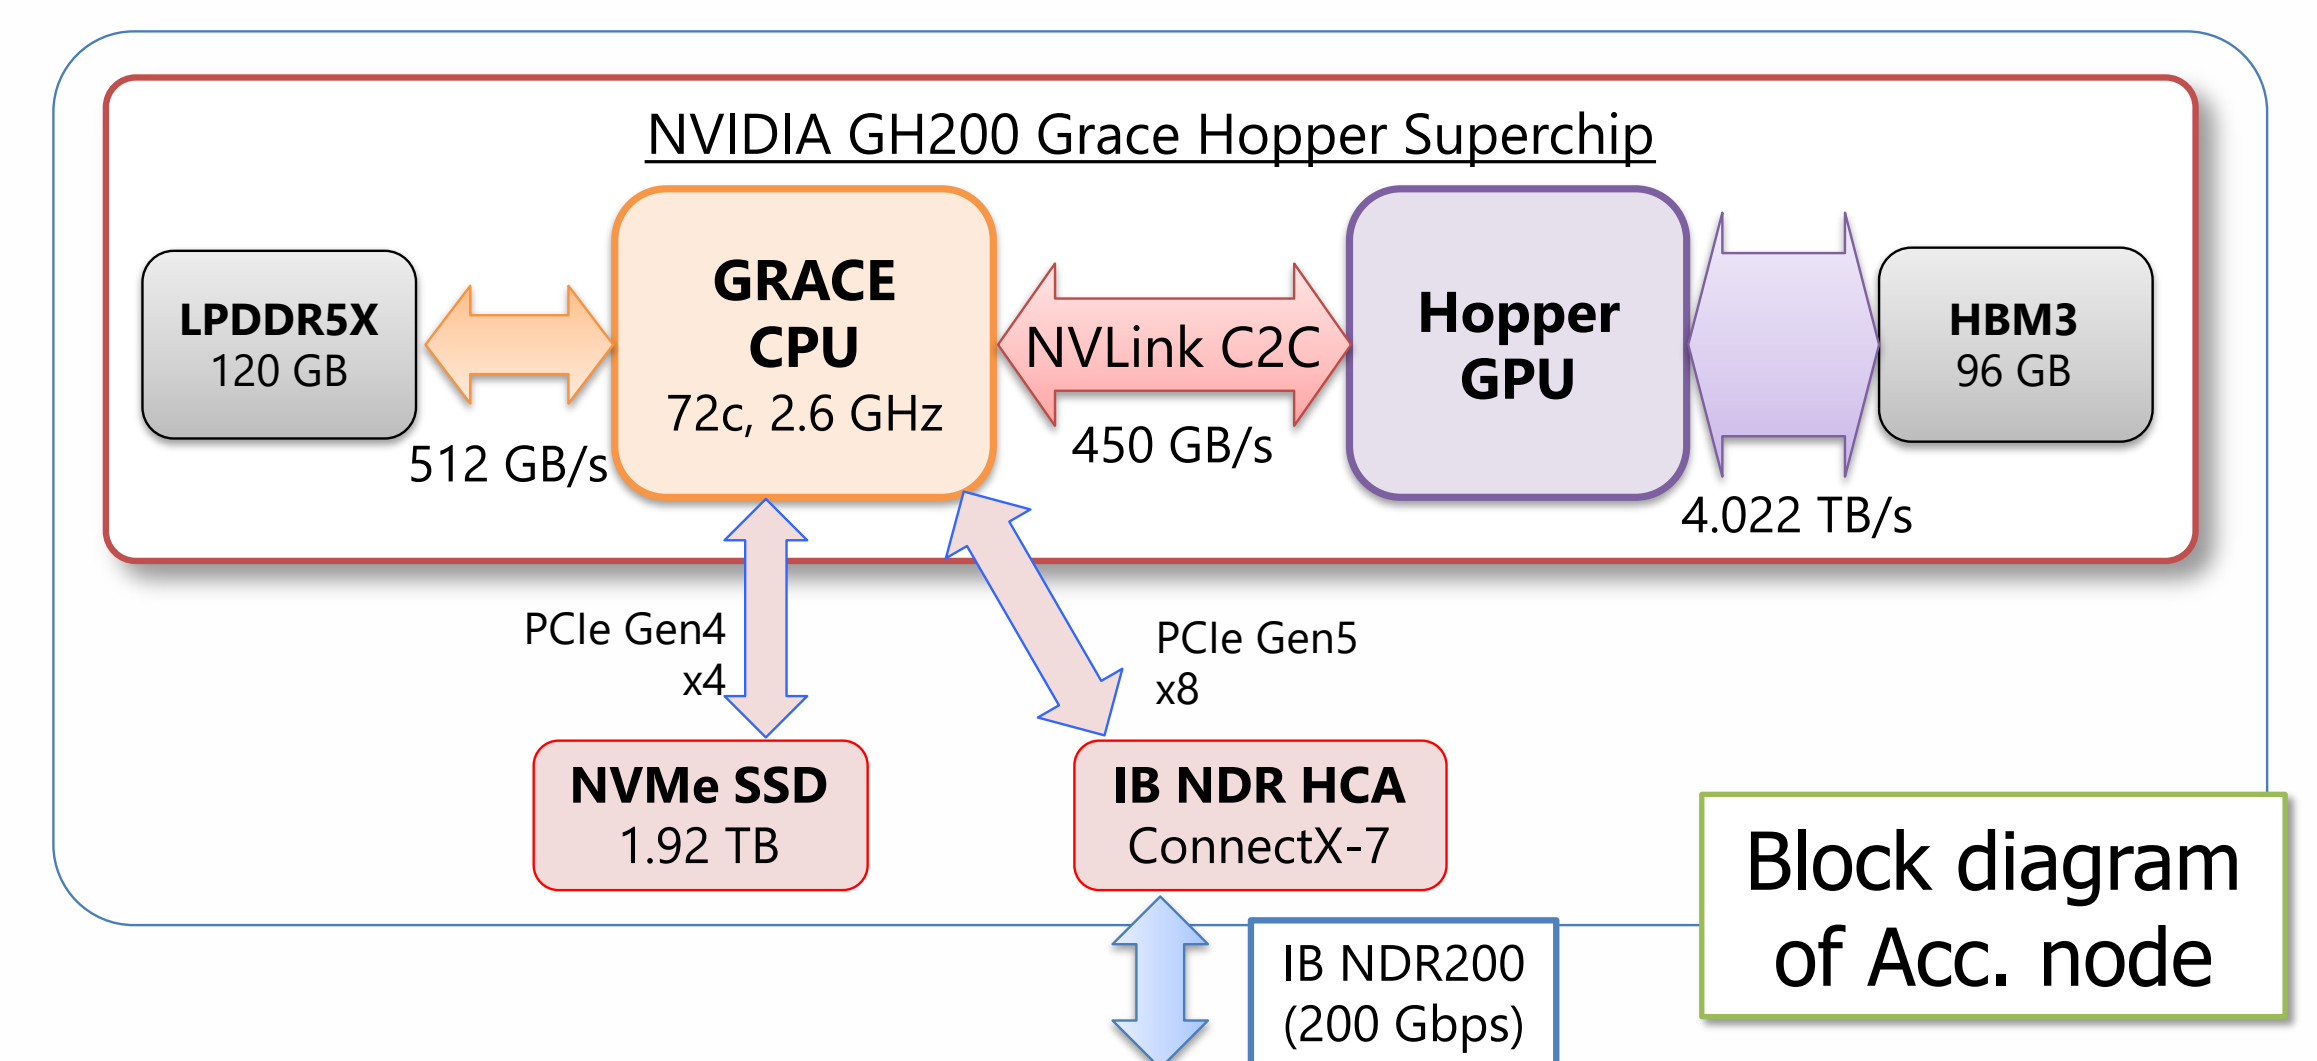 NVIDIA GH200 Grace Hopper Superchip
LPDDR5X
120 GB
512 GB/s
GRACE
CPU
72c, 2.6 GHz
NVLink C2C
450 GB/s
Hopper
GPU
4.022 TB/s
HBM3
96 GB
PCIe Gen4
x4
PCIe Gen5
x8
NVMe SSD
1.92 TB
IB NDR HCA
ConnectX-7
IB NDR200
(200 Gbps)
Block diagram
of Acc. node